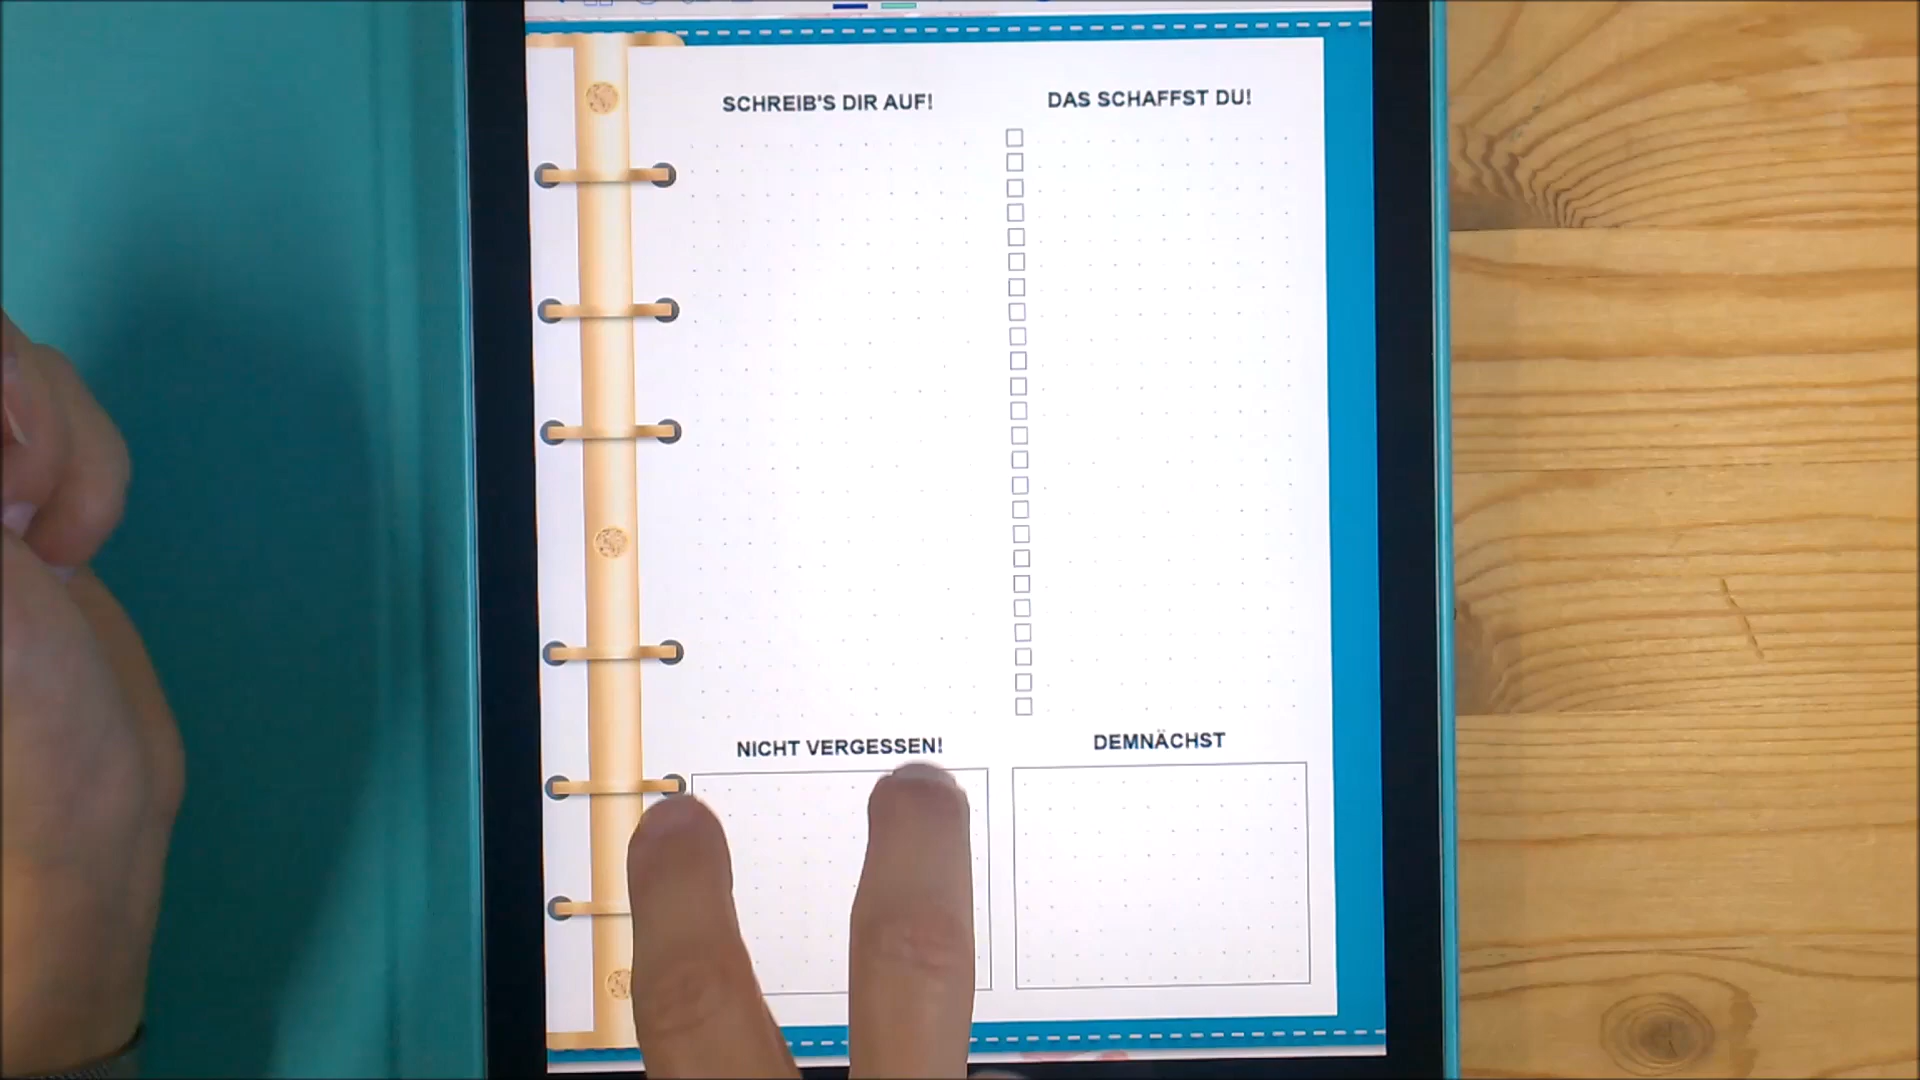 SCHREIB'S DIR AUF!
DAS SCHAFFST DU!
NICHT VERGESSEN!
DEMNÄCHST